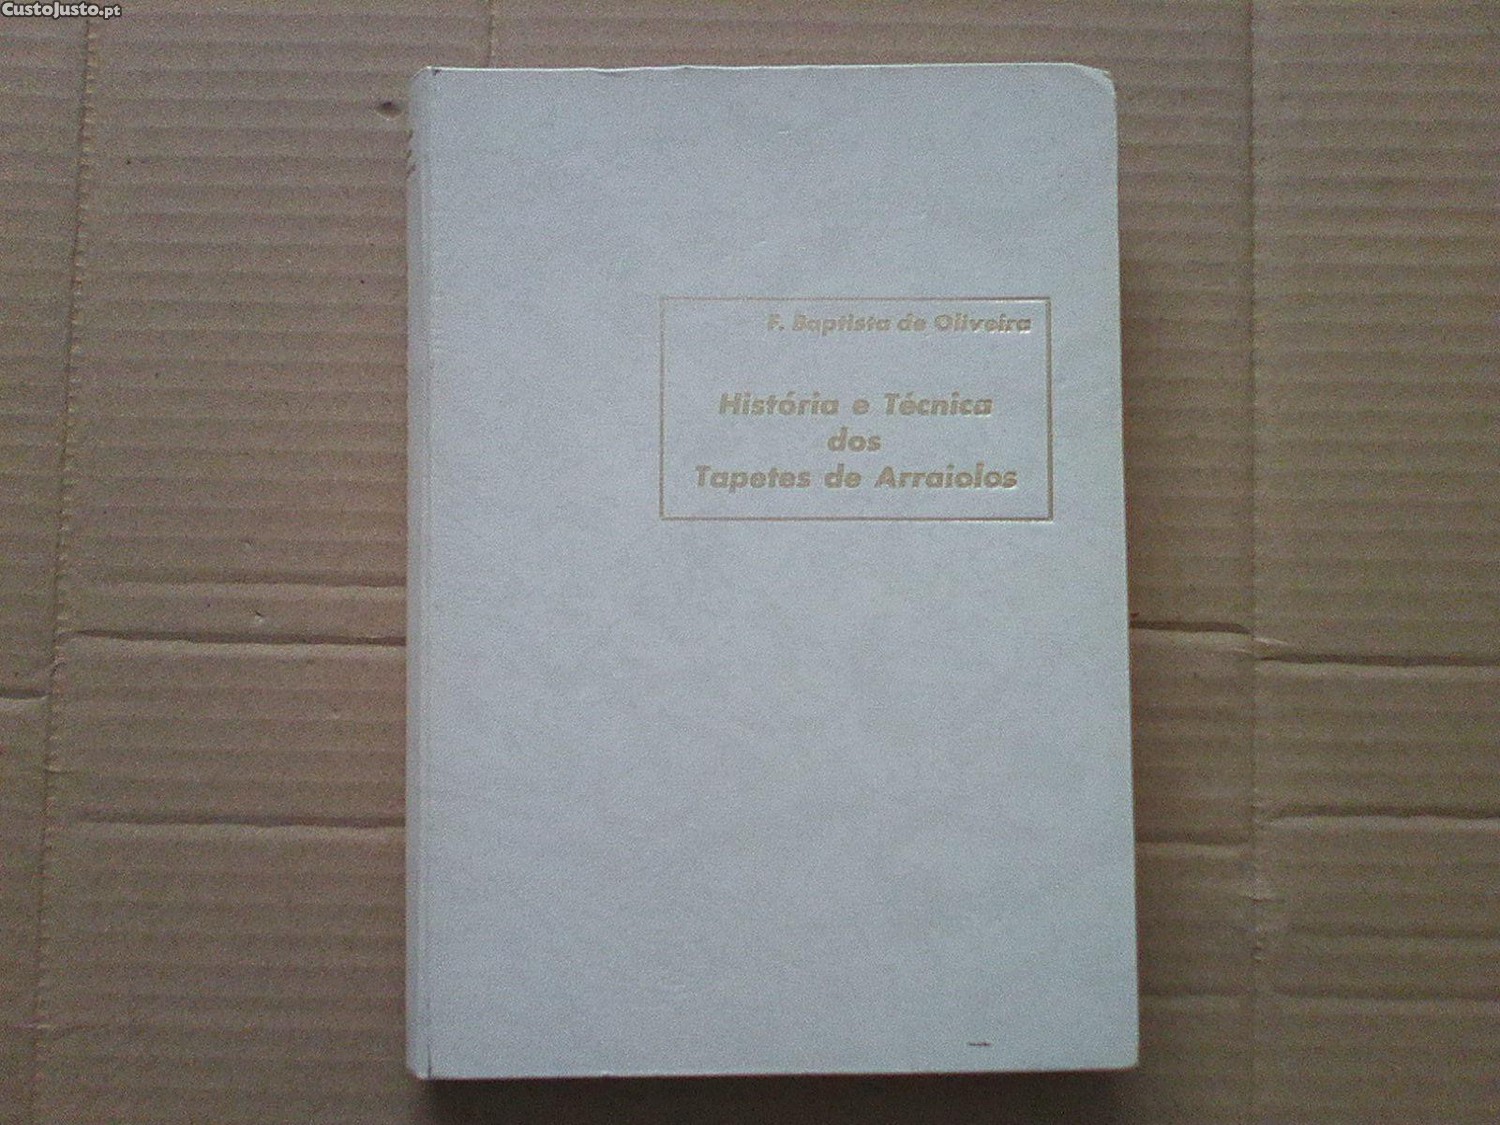 CustoJusto.pt
F. Baptista de Oliveira
História e Técnica
dos
Tapetes de Arraiolos